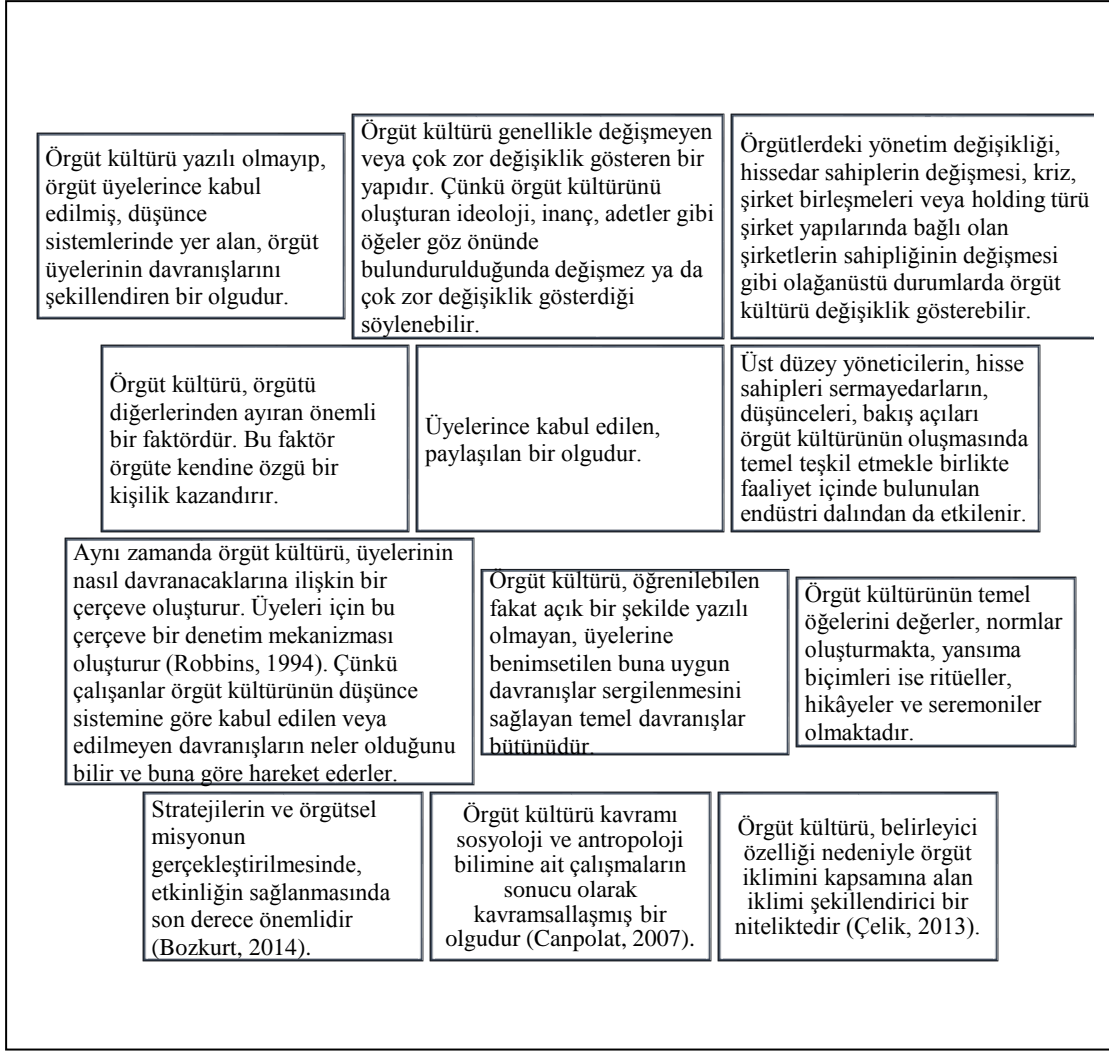 Örgüt kültürü yazılı olmayıp,
örgüt üyelerince kabul
edilmiş, düşünce
sistemlerinde yer alan, örgüt
üyelerinin davranışlarını
şekillendiren bir olgudur.
Örgüt kültürü genellikle değişmeyen
veya çok zor değişiklik gösteren bir
yapıdır. Çünkü örgüt kültürünü
oluşturan ideoloji, inanç, adetler gibi
öğeler göz önünde
bulundurulduğunda değişmez ya da
çok zor değişiklik gösterdiği
söylenebilir.
Örgütlerdeki yönetim değişikliği,
hissedar sahiplerin değişmesi, kriz,
şirket birleşmeleri veya holding türü
şirket yapılarında bağlı olan
şirketlerin sahipliğinin değişmesi
gibi olağanüstü durumlarda örgüt
kültürü değişiklik gösterebilir.
Örgüt kültürü, örgütü
diğerlerinden ayıran önemli
bir faktördür. Bu faktör
örgüte kendine özgü bir
kişilik kazandırır.
Üyelerince kabul edilen,
paylaşılan bir olgudur.
Üst düzey yöneticilerin, hisse
sahipleri sermayedarların,
düşünceleri, bakış açıları
örgüt kültürünün oluşmasında
temel teşkil etmekle birlikte
faaliyet içinde bulunulan
endüstri dalından da etkilenir.
Aynı zamanda örgüt kültürü, üyelerinin
nasıl davranacaklarına ilişkin bir
çerçeve oluşturur. Üyeleri için bu
çerçeve bir denetim mekanizması
oluşturur (Robbins, 1994). Çünkü
çalışanlar örgüt kültürünün düşünce
sistemine göre kabul edilen veya
edilmeyen davranışların neler olduğunu
bilir ve buna göre hareket ederler.
Örgüt kültürü, öğrenilebilen
fakat açık bir şekilde yazılı
olmayan, üyelerine
benimsetilen buna uygun
davranışlar sergilenmesini
sağlayan temel davranışlar
bütünüdür.
Örgüt kültürünün temel
öğelerini değerler, normlar
oluşturmakta, yansıma
biçimleri ise ritüeller,
hikâyeler ve seremoniler
olmaktadır.
Stratejilerin ve örgütsel
misyonun
gerçekleştirilmesinde,
etkinliğin sağlanmasında
son derece önemlidir
(Bozkurt, 2014).
Örgüt kültürü kavramı
sosyoloji ve antropoloji
bilimine ait çalışmaların
sonucu olarak
kavramsallaşmış bir
olgudur (Canpolat, 2007).
Örgüt kültürü, belirleyici
özelliği nedeniyle örgüt
iklimini kapsamına alan
iklimi şekillendirici bir
niteliktedir (Çelik, 2013).